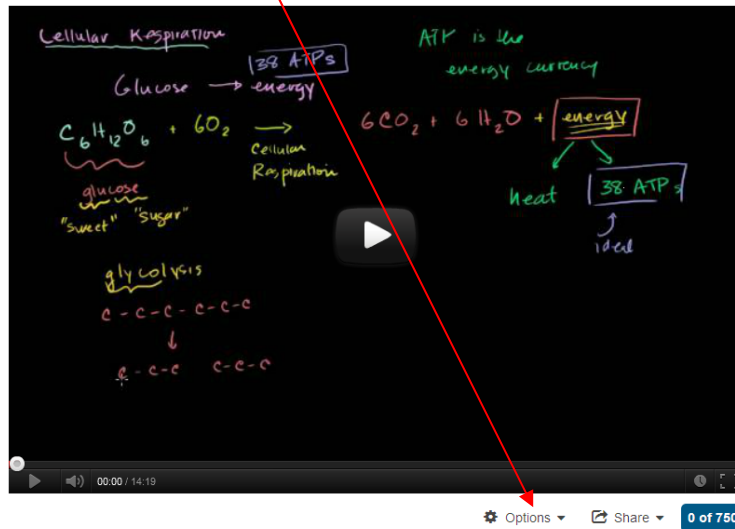 Cellular Respiration
ATP is the
energy currency
38 ATPs
Glucose → energy
C6H12O6 + 6O2 → 6CO2 + 6H2O + energy
Cellular
Respiration
glucose
"sweet" "sugar"
heat 38 ATPs
ideal
glycolysis
C - C - C - C - C - C
C - C - C C - C - C
00:00 / 14:19
Options Share 0 of 750